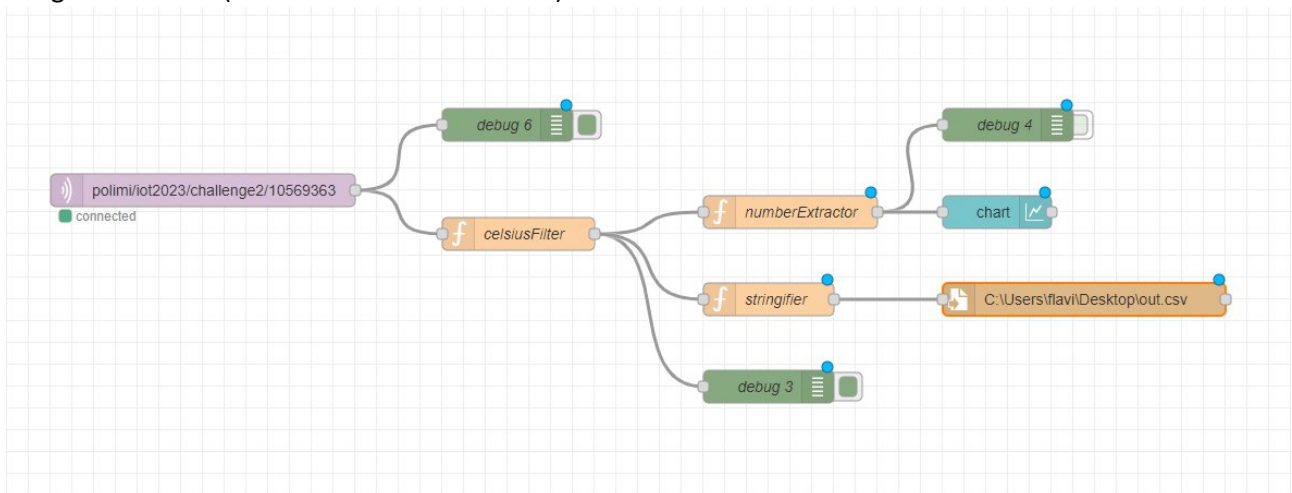 debug 6
debug 4
polimi/iot2023/challenge2/10569363
connected
numberExtractor
chart
celsiusFilter
stringifier
C:\Users\flavi\Desktop\out.csv
debug 3